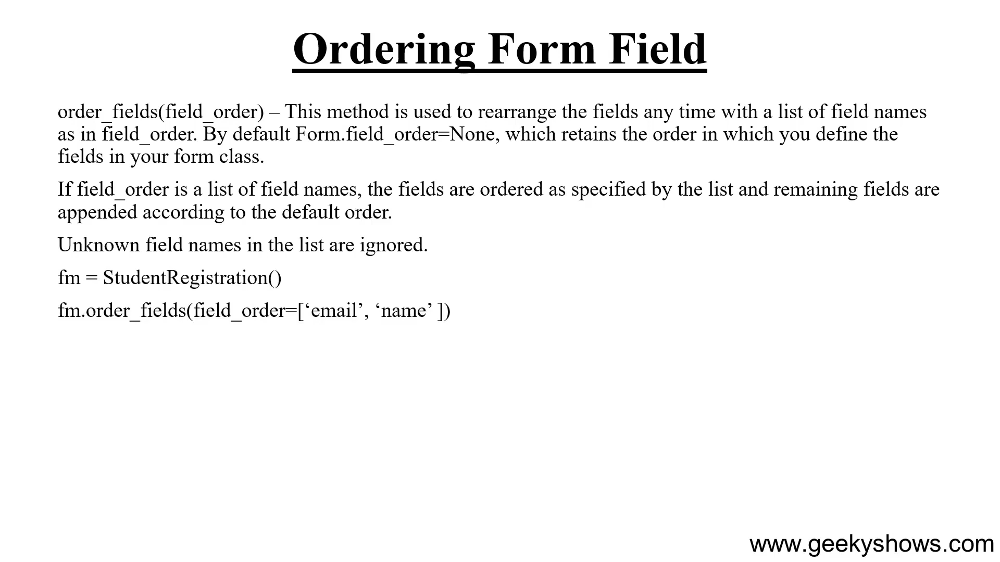 Ordering Form Field
order_fields(field_order) – This method is used to rearrange the fields any time with a list of field names
as in field_order. By default Form.field_order=None, which retains the order in which you define the
fields in your form class.
If field_order is a list of field names, the fields are ordered as specified by the list and remaining fields are
appended according to the default order.
Unknown field names in the list are ignored.
fm = StudentRegistration()
fm.order_fields(field_order=[‘email’, ‘name’ ])
www.geekyshows.com